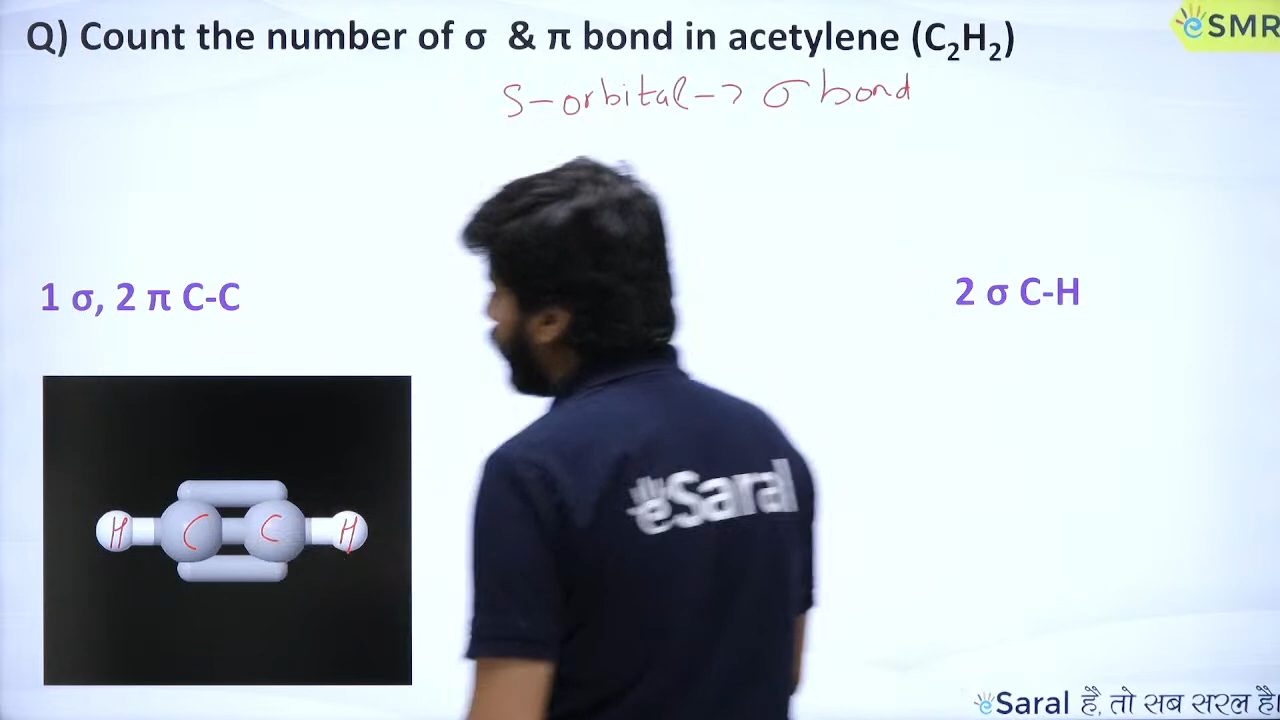 Q) Count the number of σ & π bond in acetylene (C₂H₂)
eSMR
S-orbital -> σ bond
1 σ, 2 π C-C
2 σ C-H
eSaral
H C C H
eSaral है, तो सब सरल है।